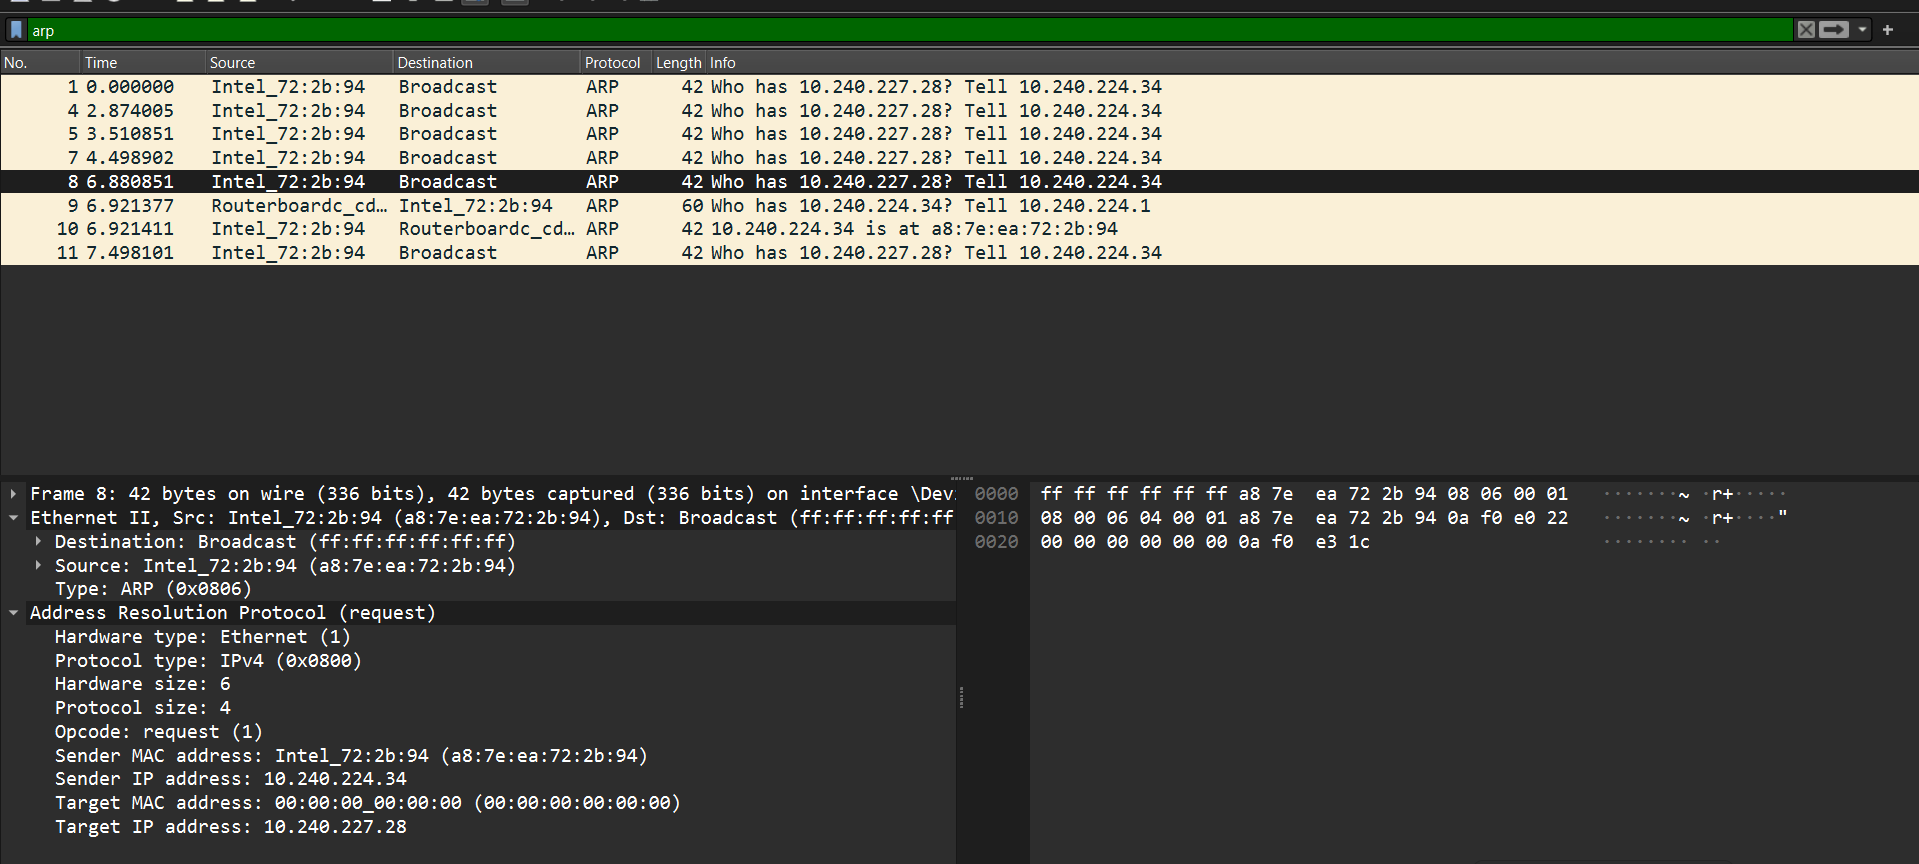 arp
No. Time Source Destination Protocol Length Info
1 0.000000 Intel_72:2b:94 Broadcast ARP 42 Who has 10.240.227.28? Tell 10.240.224.34
4 2.874005 Intel_72:2b:94 Broadcast ARP 42 Who has 10.240.227.28? Tell 10.240.224.34
5 3.510851 Intel_72:2b:94 Broadcast ARP 42 Who has 10.240.227.28? Tell 10.240.224.34
7 4.498902 Intel_72:2b:94 Broadcast ARP 42 Who has 10.240.227.28? Tell 10.240.224.34
8 6.880851 Intel_72:2b:94 Broadcast ARP 42 Who has 10.240.227.28? Tell 10.240.224.34
9 6.921377 Routerboardc_cd… Intel_72:2b:94 ARP 60 Who has 10.240.224.34? Tell 10.240.224.1
10 6.921411 Intel_72:2b:94 Routerboardc_cd… ARP 42 10.240.224.34 is at a8:7e:ea:72:2b:94
11 7.498101 Intel_72:2b:94 Broadcast ARP 42 Who has 10.240.227.28? Tell 10.240.224.34
Frame 8: 42 bytes on wire (336 bits), 42 bytes captured (336 bits) on interface \Dev
Ethernet II, Src: Intel_72:2b:94 (a8:7e:ea:72:2b:94), Dst: Broadcast (ff:ff:ff:ff:ff
Destination: Broadcast (ff:ff:ff:ff:ff:ff)
Source: Intel_72:2b:94 (a8:7e:ea:72:2b:94)
Type: ARP (0x0806)
Address Resolution Protocol (request)
Hardware type: Ethernet (1)
Protocol type: IPv4 (0x0800)
Hardware size: 6
Protocol size: 4
Opcode: request (1)
Sender MAC address: Intel_72:2b:94 (a8:7e:ea:72:2b:94)
Sender IP address: 10.240.224.34
Target MAC address: 00:00:00_00:00:00 (00:00:00:00:00:00)
Target IP address: 10.240.227.28
0000 ff ff ff ff ff ff a8 7e ea 72 2b 94 08 06 00 01 ·······~ ·r+·····
0010 08 00 06 04 00 01 a8 7e ea 72 2b 94 0a f0 e0 22 ·······~ ·r+····"
0020 00 00 00 00 00 00 0a f0 e3 1c ········ ··